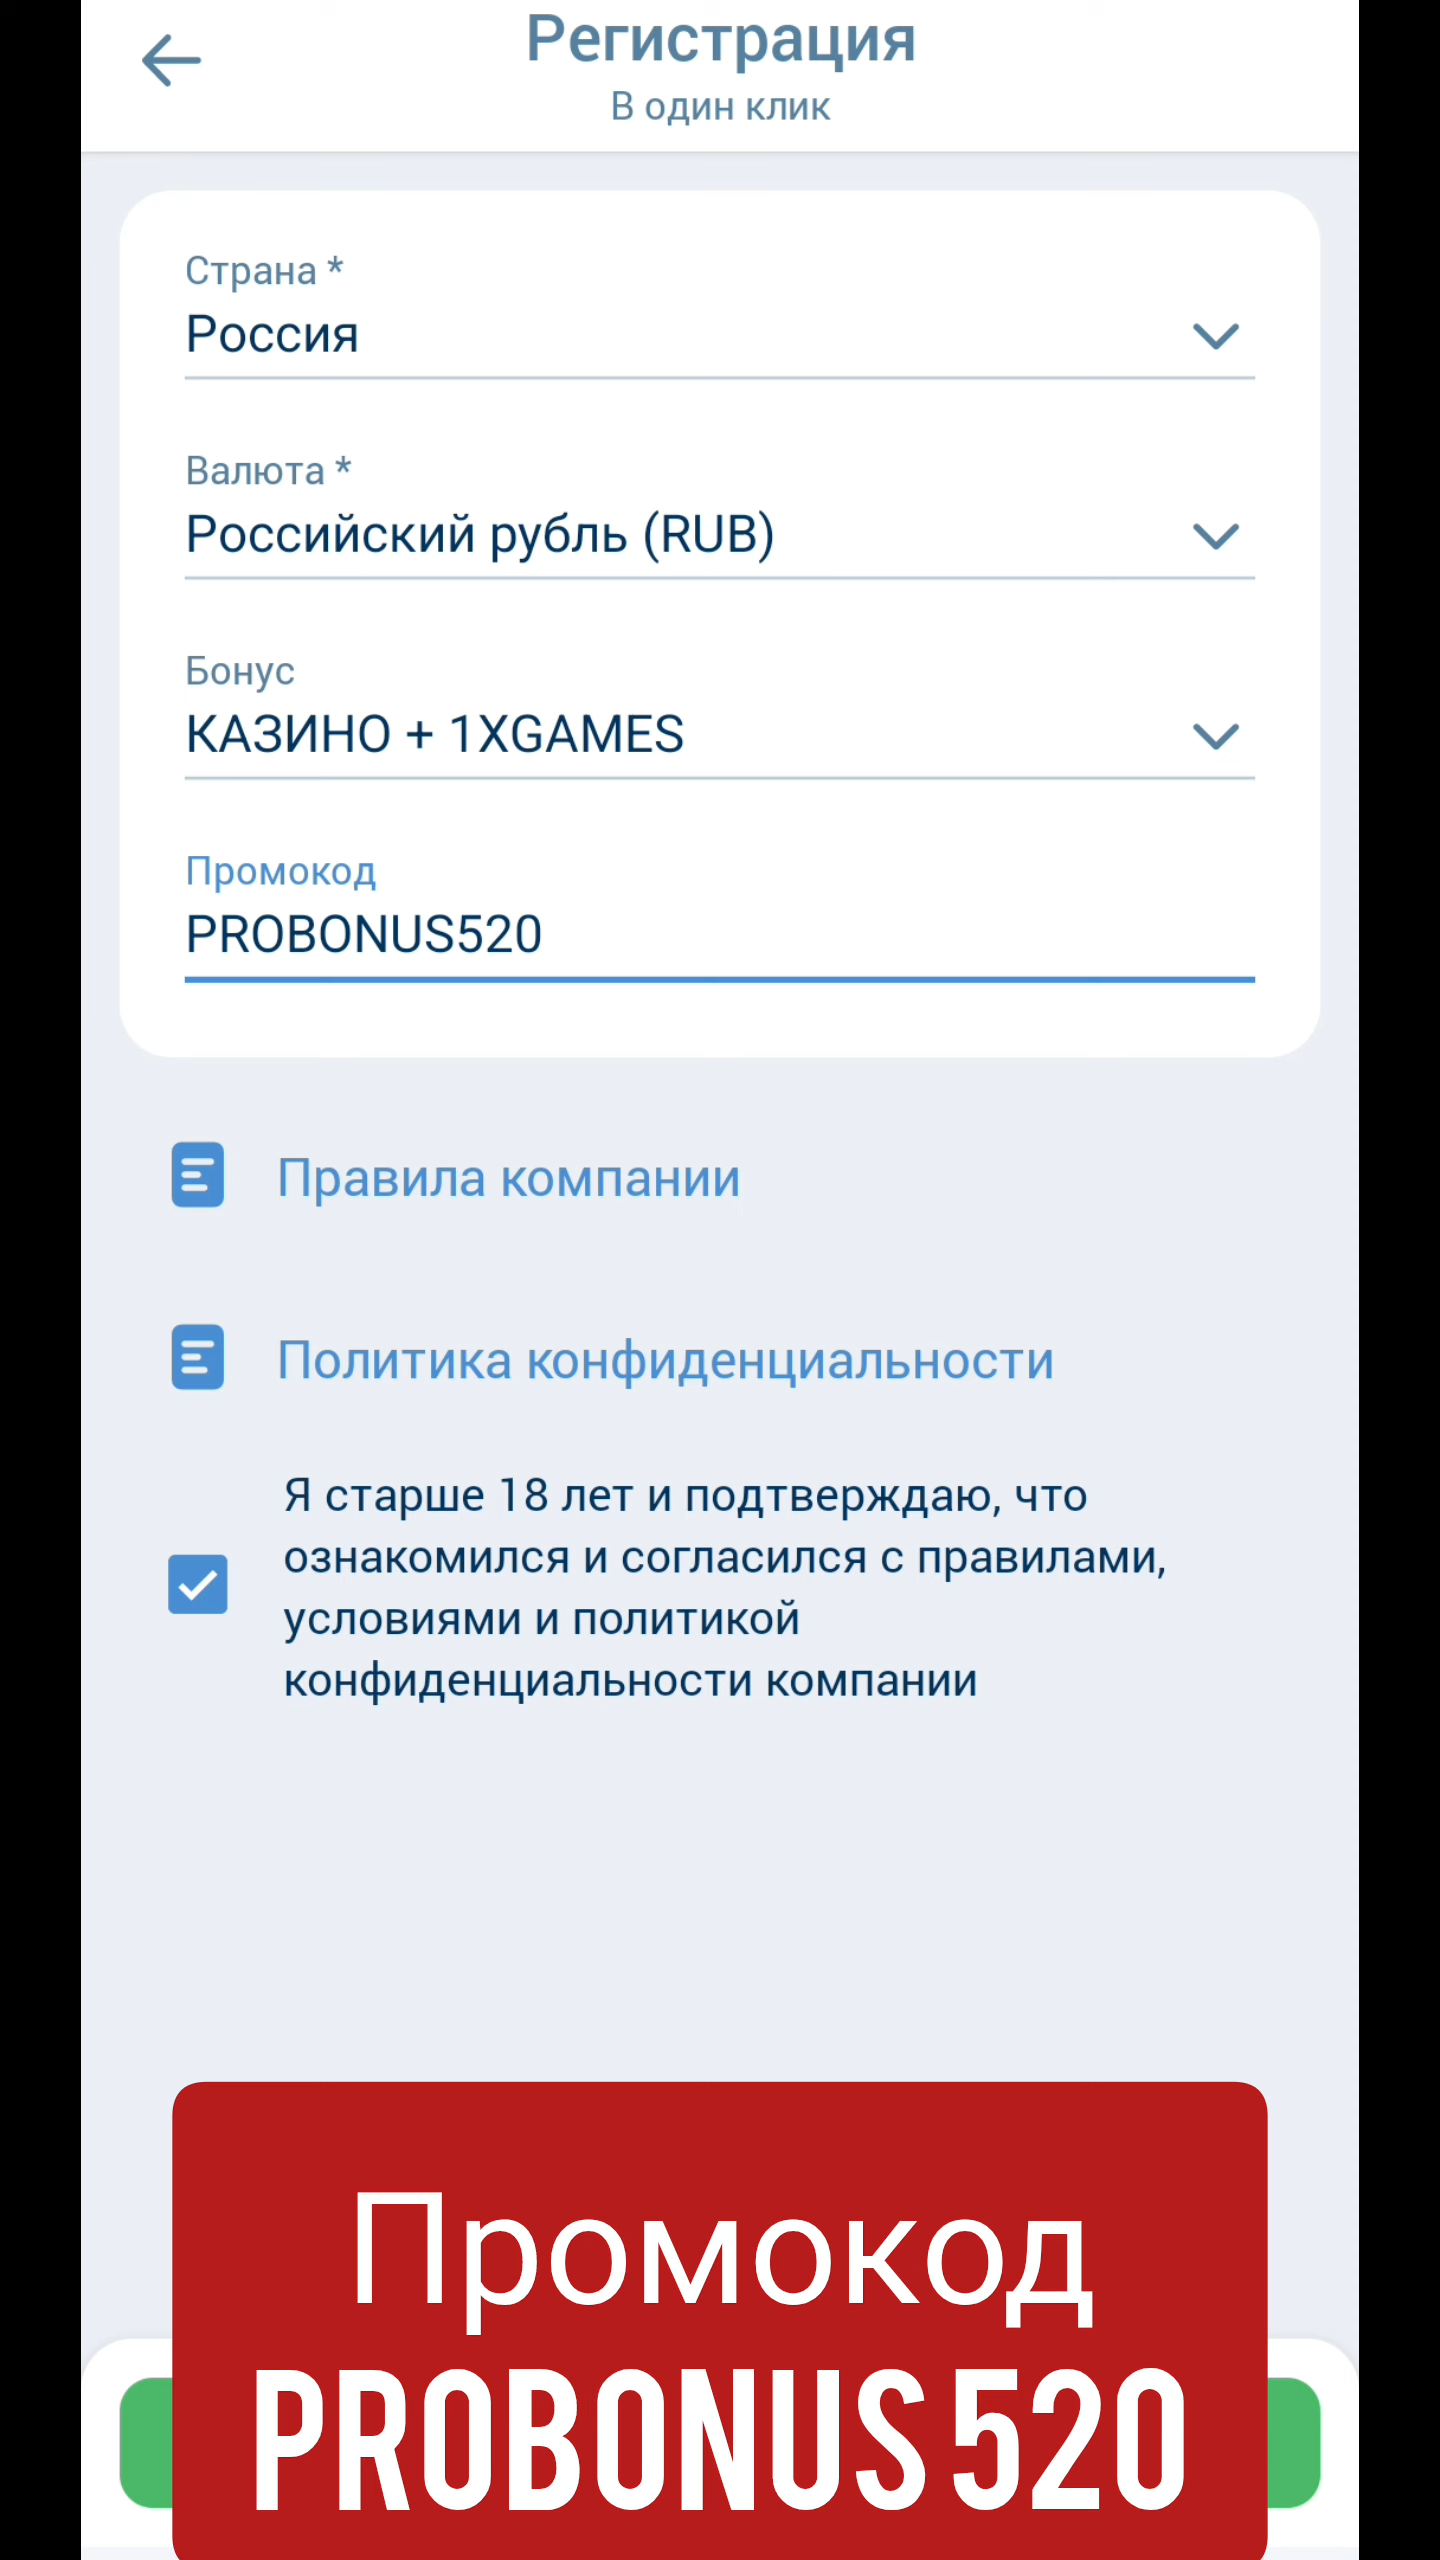 Регистрация
В один клик
Страна *
Россия
Валюта *
Российский рубль (RUB)
Бонус
КАЗИНО + 1XGAMES
Промокод
PROBONUS520
Правила компании
Политика конфиденциальности
Я старше 18 лет и подтверждаю, что
ознакомился и согласился с правилами,
условиями и политикой
конфиденциальности компании
Промокод
PROBONUS520